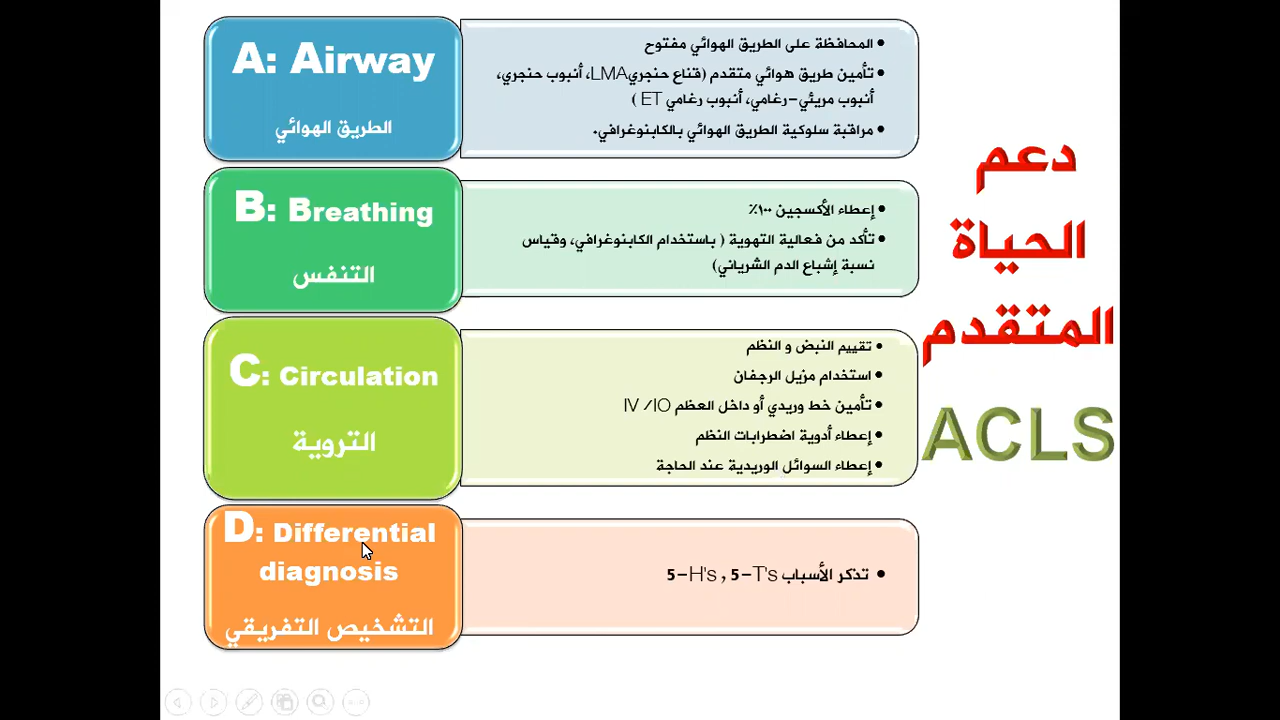 دعم
الحياة
المتقدم
ACLS
A: Airway
الطريق الهوائي
• المحافظة على الطريق الهوائي مفتوح
• تأمين طريق هوائي متقدم (قناع حنجريLMA، أنبوب حنجري،
أنبوب مريئي-رغامي، أنبوب رغامي ET )
• مراقبة سلوكية الطريق الهوائي بالكابنوغرافي.
B: Breathing
التنفس
• إعطاء الأكسجين ١٠٠٪
• تأكد من فعالية التهوية ( باستخدام الكابنوغرافي، وقياس
نسبة إشباع الدم الشرياني)
C: Circulation
التروية
• تقييم النبض و النظم
• استخدام مزيل الرجفان
• تأمين خط وريدي أو داخل العظم IV /IO
• إعطاء أدوية اضطرابات النظم
• إعطاء السوائل الوريدية عند الحاجة
D: Differential
diagnosis
التشخيص التفريقي
• تذكر الأسباب 5-H's , 5-T's